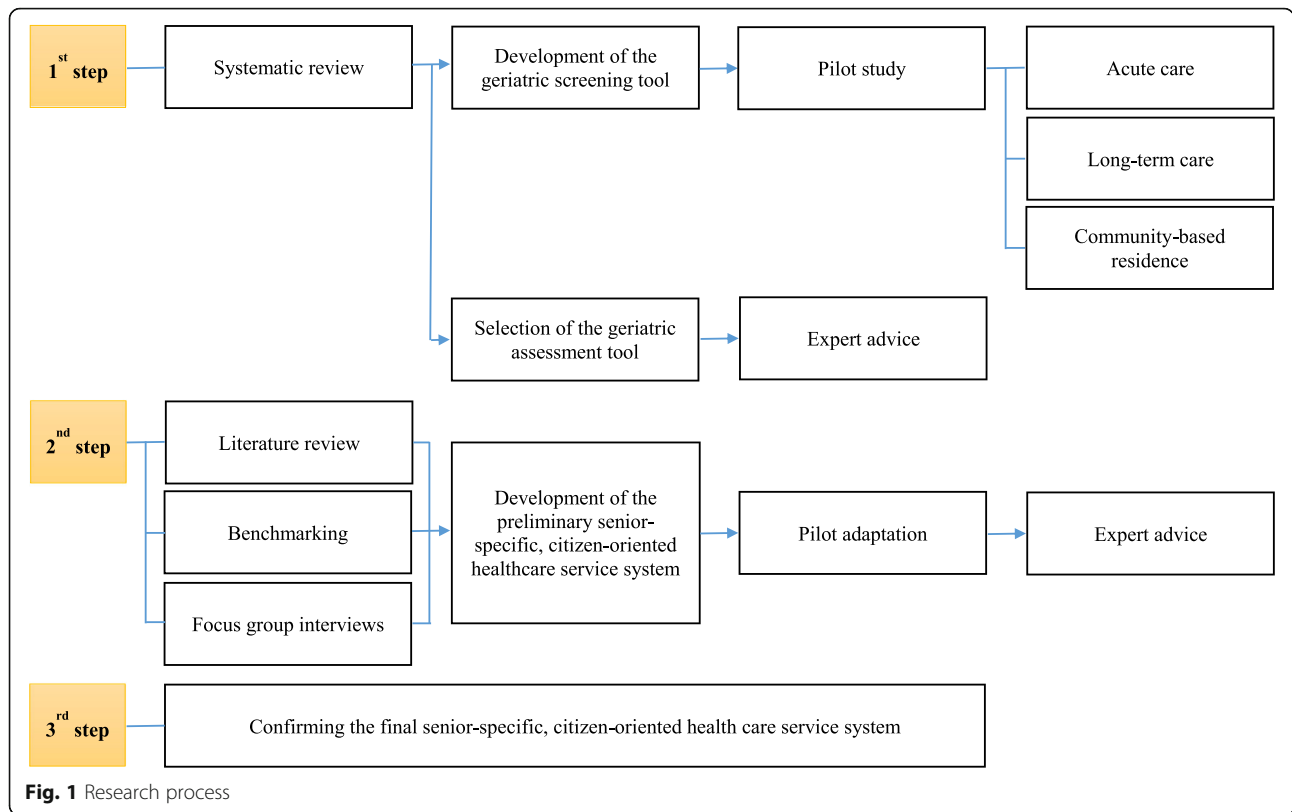 1st step
Systematic review
Development of the
geriatric screening tool
Pilot study
Acute care
Long-term care
Community-based
residence
Selection of the geriatric
assessment tool
Expert advice
2nd step
Literature review
Benchmarking
Focus group interviews
Development of the
preliminary senior-
specific, citizen-oriented
healthcare service system
Pilot adaptation
Expert advice
3rd step
Confirming the final senior-specific, citizen-oriented health care service system
Fig. 1 Research process